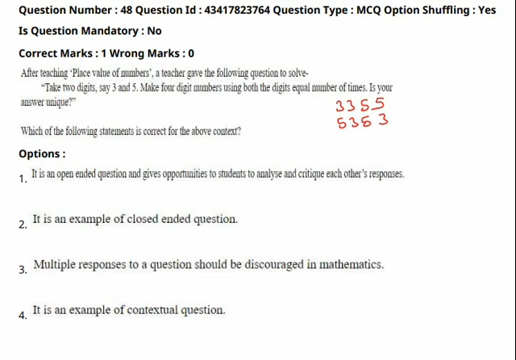 Question Number : 48 Question Id : 43417823764 Question Type : MCQ Option Shuffling : Yes
Is Question Mandatory : No
Correct Marks : 1 Wrong Marks : 0
After teaching ‘Place value of numbers’, a teacher gave the following question to solve-
“Take two digits, say 3 and 5. Make four digit numbers using both the digits equal number of times. Is your
answer unique?”
3355
5353
Which of the following statements is correct for the above context?
Options :
1. It is an open ended question and gives opportunities to students to analyse and critique each other’s responses.
2. It is an example of closed ended question.
3. Multiple responses to a question should be discouraged in mathematics.
4. It is an example of contextual question.